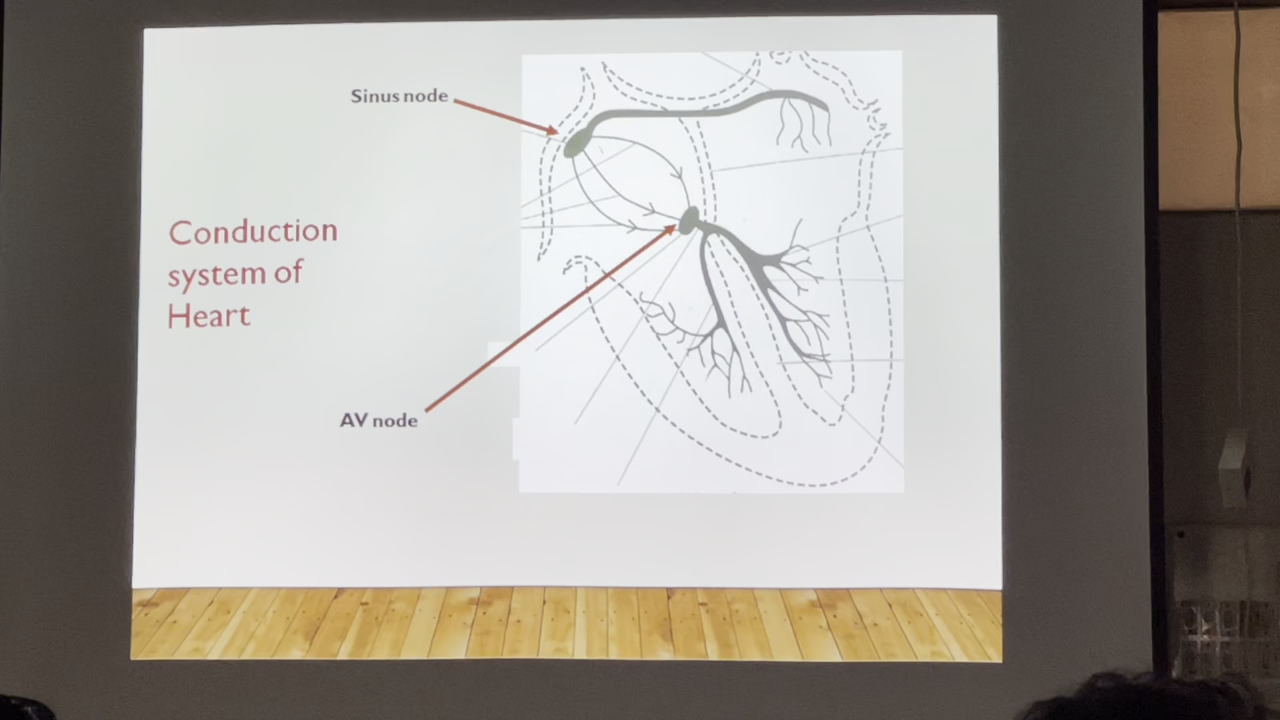 Sinus node
Conduction
system of
Heart
AV node